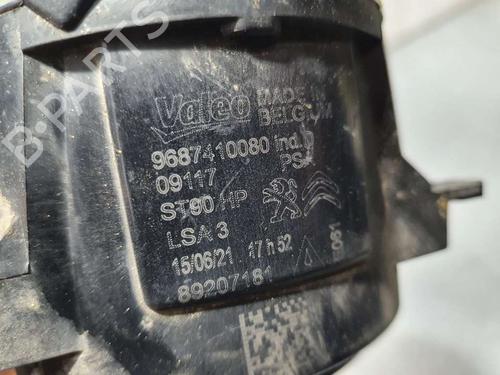 B-PARTS
Valeo MADE IN
BELGIUM
9687410080 ind.
09117 PSA
ST90 HP
LSA 3
15/06/21 17 h 52
89207181